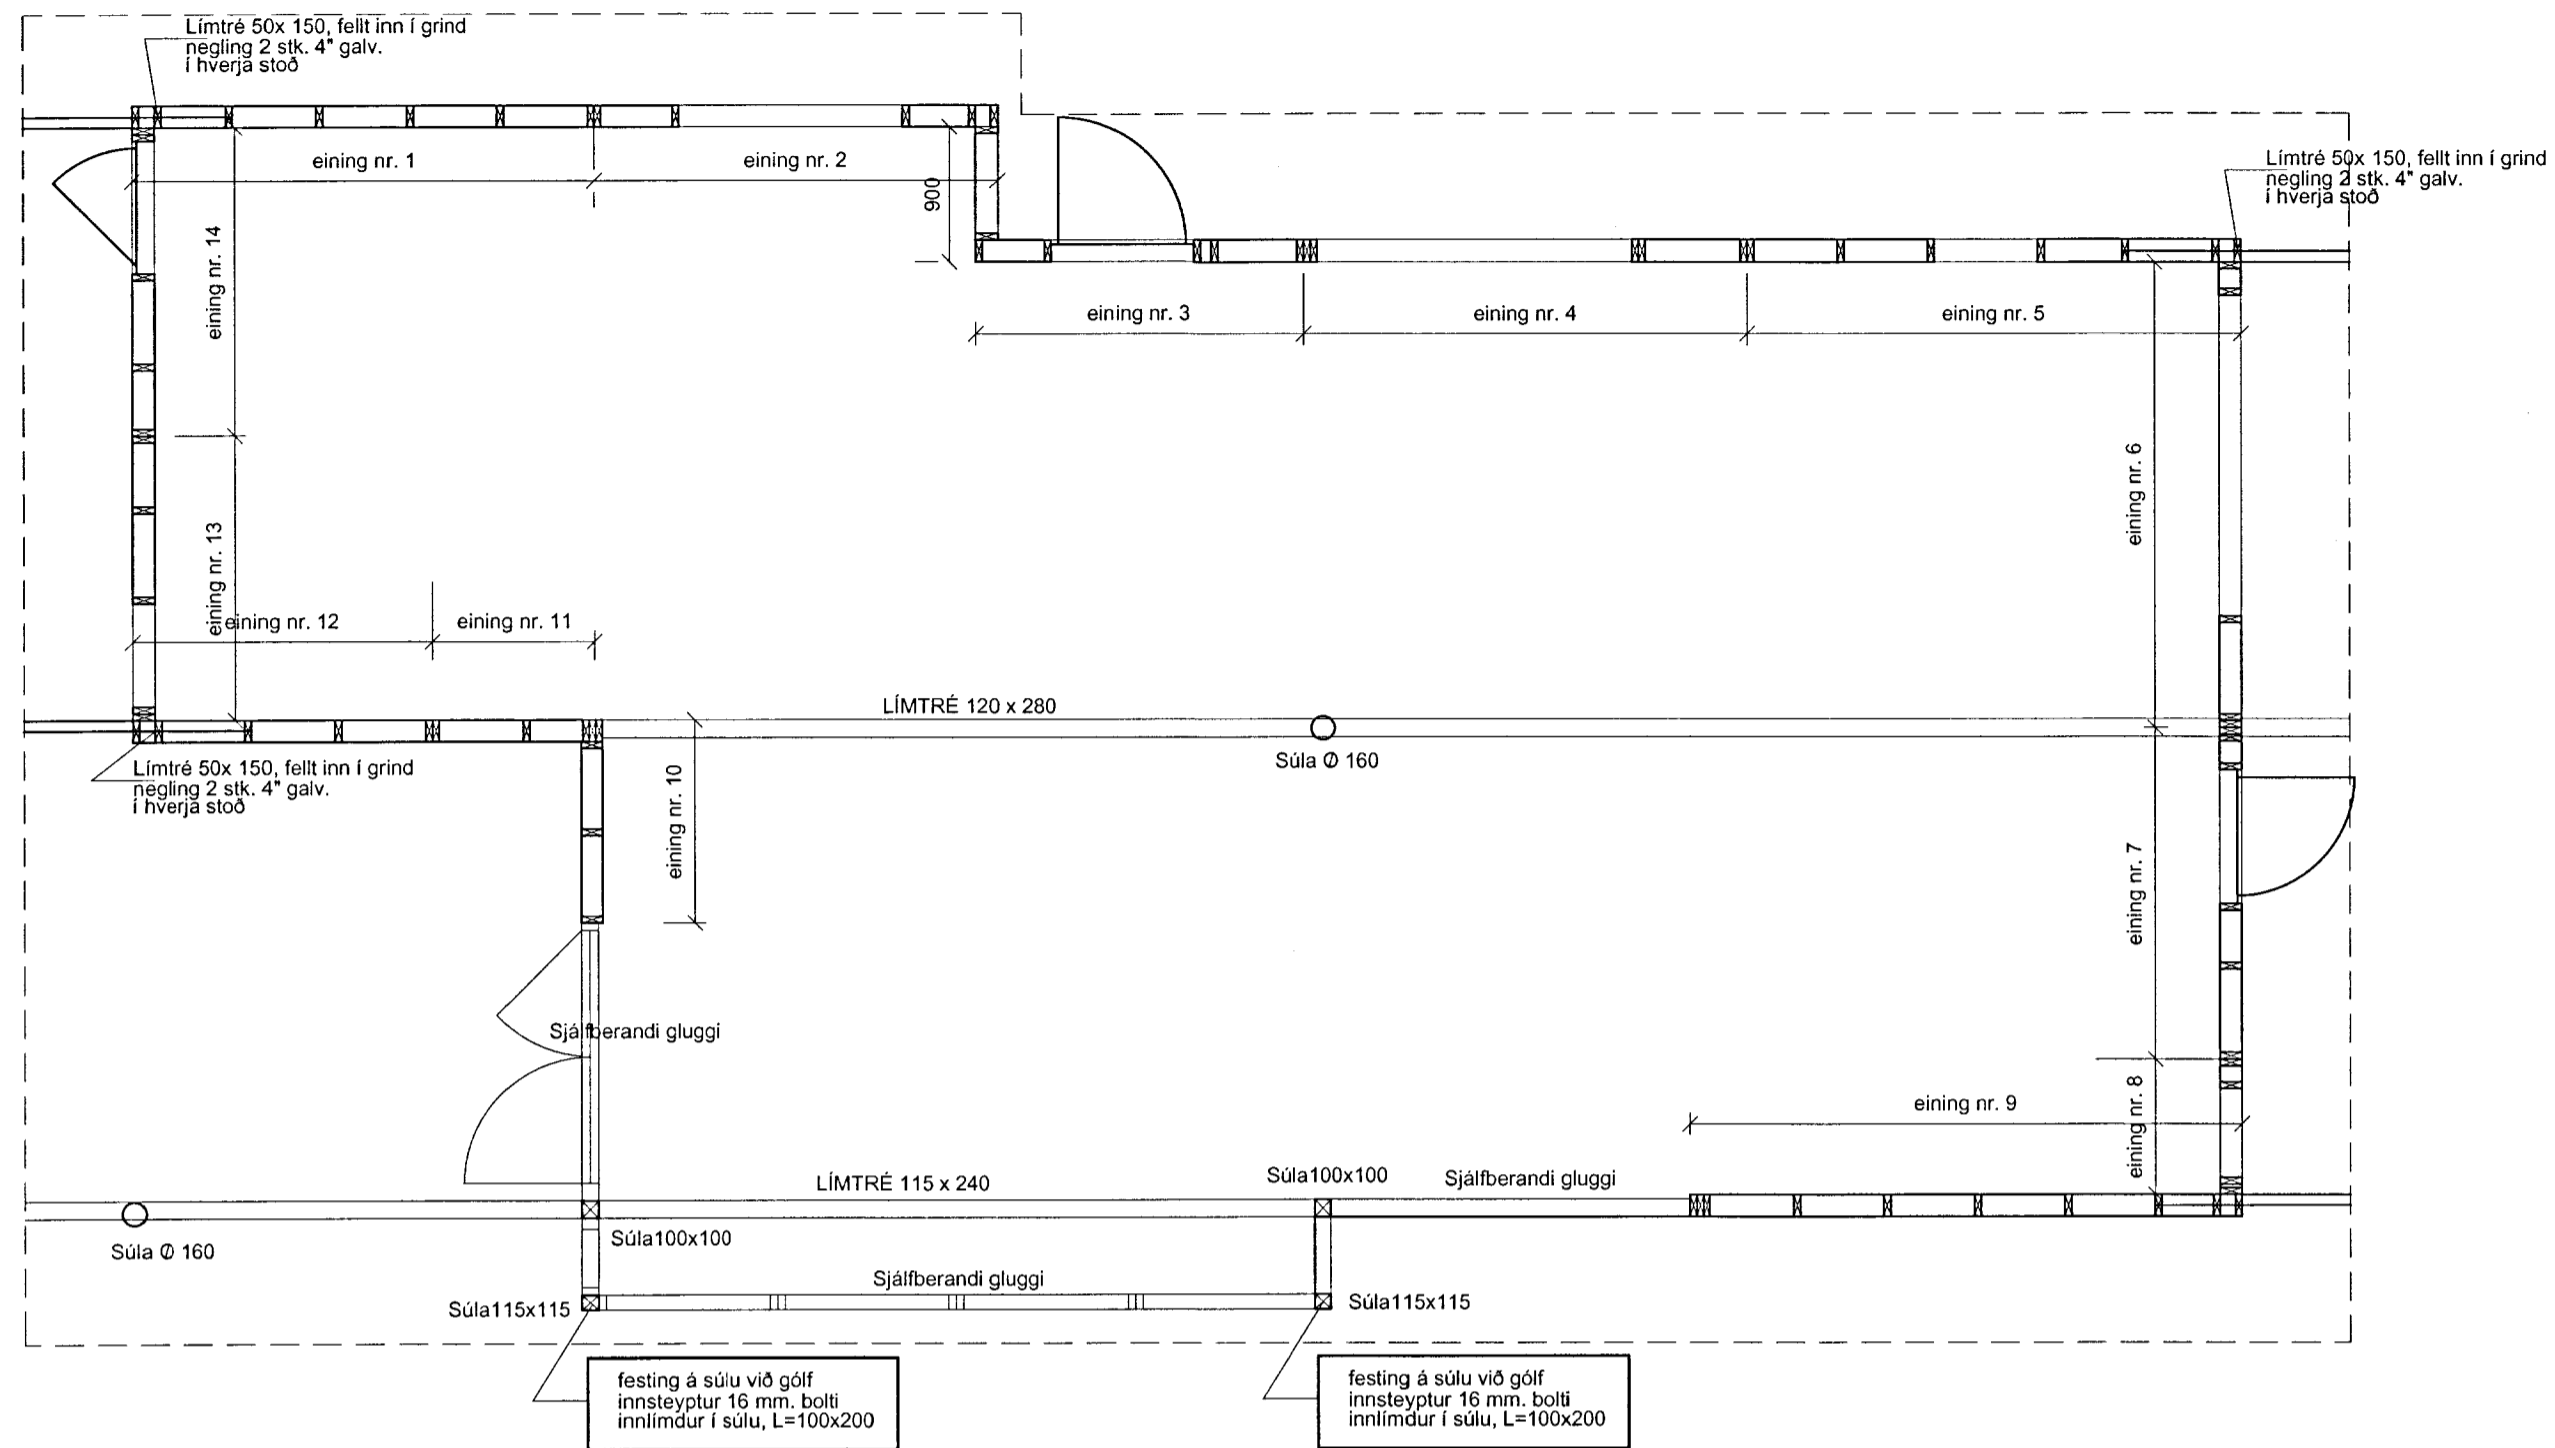 Límtré 50x 150, fellt inn í grind
negling 2 stk. 4" galv.
í hverja stoð
Límtré 50x 150, fellt inn í grind
negling 2 stk. 4" galv.
í hverja stoð
eining nr. 1
eining nr. 2
900
eining nr. 14
eining nr. 3
eining nr. 4
eining nr. 5
eining nr. 6
eining nr. 13
eining nr. 12
eining nr. 11
LÍMTRÉ 120 x 280
Súla Ø 160
Límtré 50x 150, fellt inn í grind
negling 2 stk. 4" galv.
í hverja stoð
eining nr. 10
eining nr. 7
Sjálfberandi gluggi
eining nr. 9
eining nr. 8
LÍMTRÉ 115 x 240
Súla100x100
Sjálfberandi gluggi
Súla Ø 160
Súla100x100
Sjálfberandi gluggi
Súla115x115
Súla115x115
festing á súlu við gólf
innsteyptur 16 mm. bolti
innlímdur í súlu, L=100x200
festing á súlu við gólf
innsteyptur 16 mm. bolti
innlímdur í súlu, L=100x200